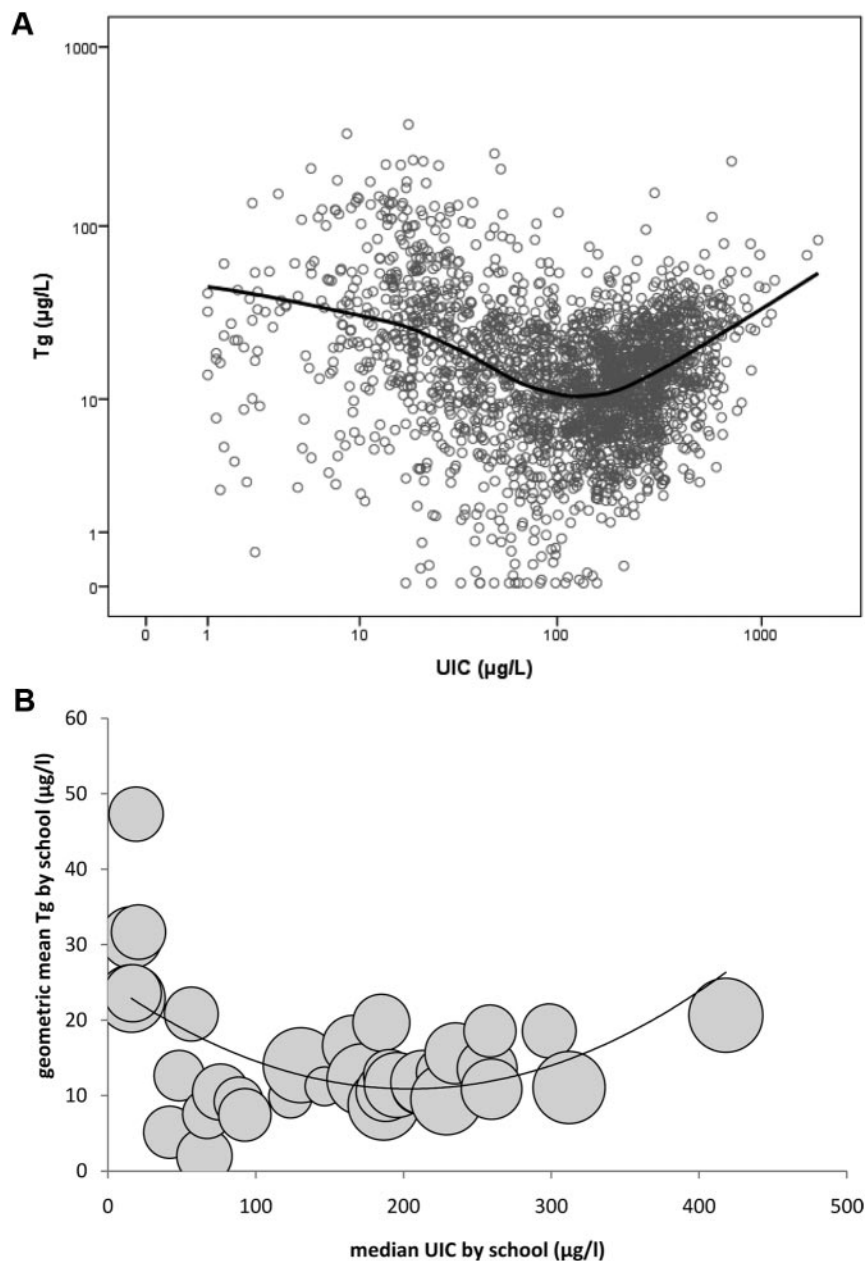 A
1000
100
10
1
0
Tg (µg/L)
0 1 10 100 1000
UIC (µg/L)
B
60
50
40
30
20
10
0
geometric mean Tg by school (µg/l)
0 100 200 300 400 500
median UIC by school (µg/l)